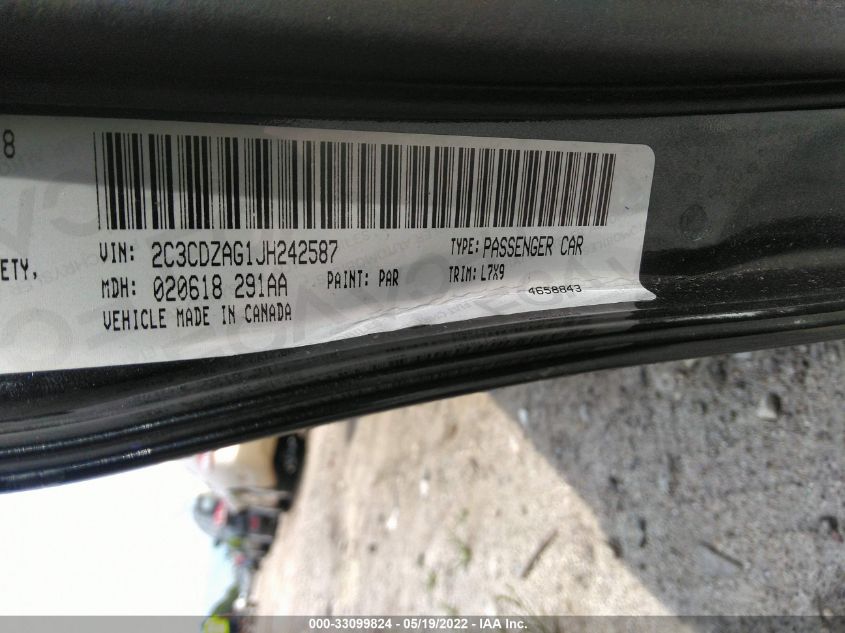 8
VIN: 2C3CDZAG1JH242587 TYPE: PASSENGER CAR
ETY, MDH: 020618 291AA PAINT: PAR TRIM: L7X9
VEHICLE MADE IN CANADA 4658843
000-33099824 - 05/19/2022 - IAA Inc.